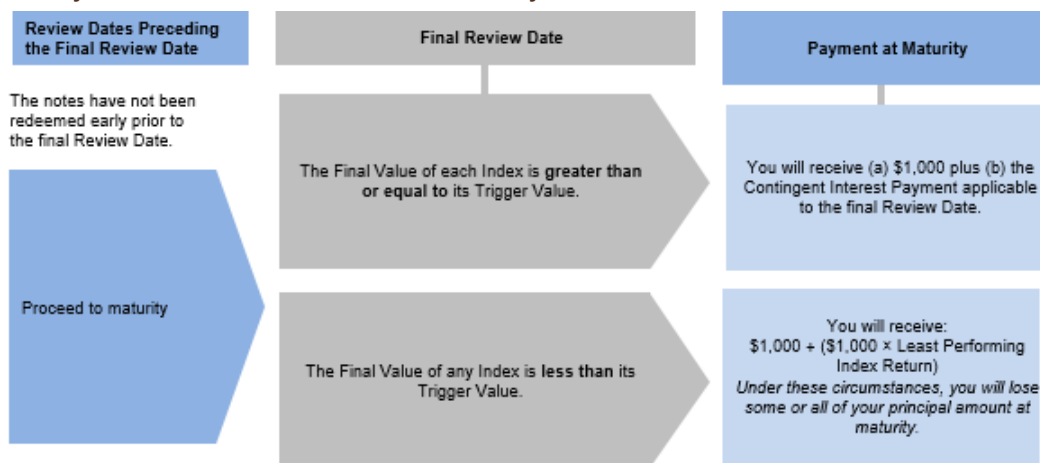 Review Dates Preceding
the Final Review Date
Final Review Date
Payment at Maturity
The notes have not been
redeemed early prior to
the final Review Date.
Proceed to maturity
The Final Value of each Index is greater than
or equal to its Trigger Value.
You will receive (a) $1,000 plus (b) the
Contingent Interest Payment applicable
to the final Review Date.
The Final Value of any Index is less than its
Trigger Value.
You will receive:
$1,000 + ($1,000 × Least Performing
Index Return)
Under these circumstances, you will lose
some or all of your principal amount at
maturity.